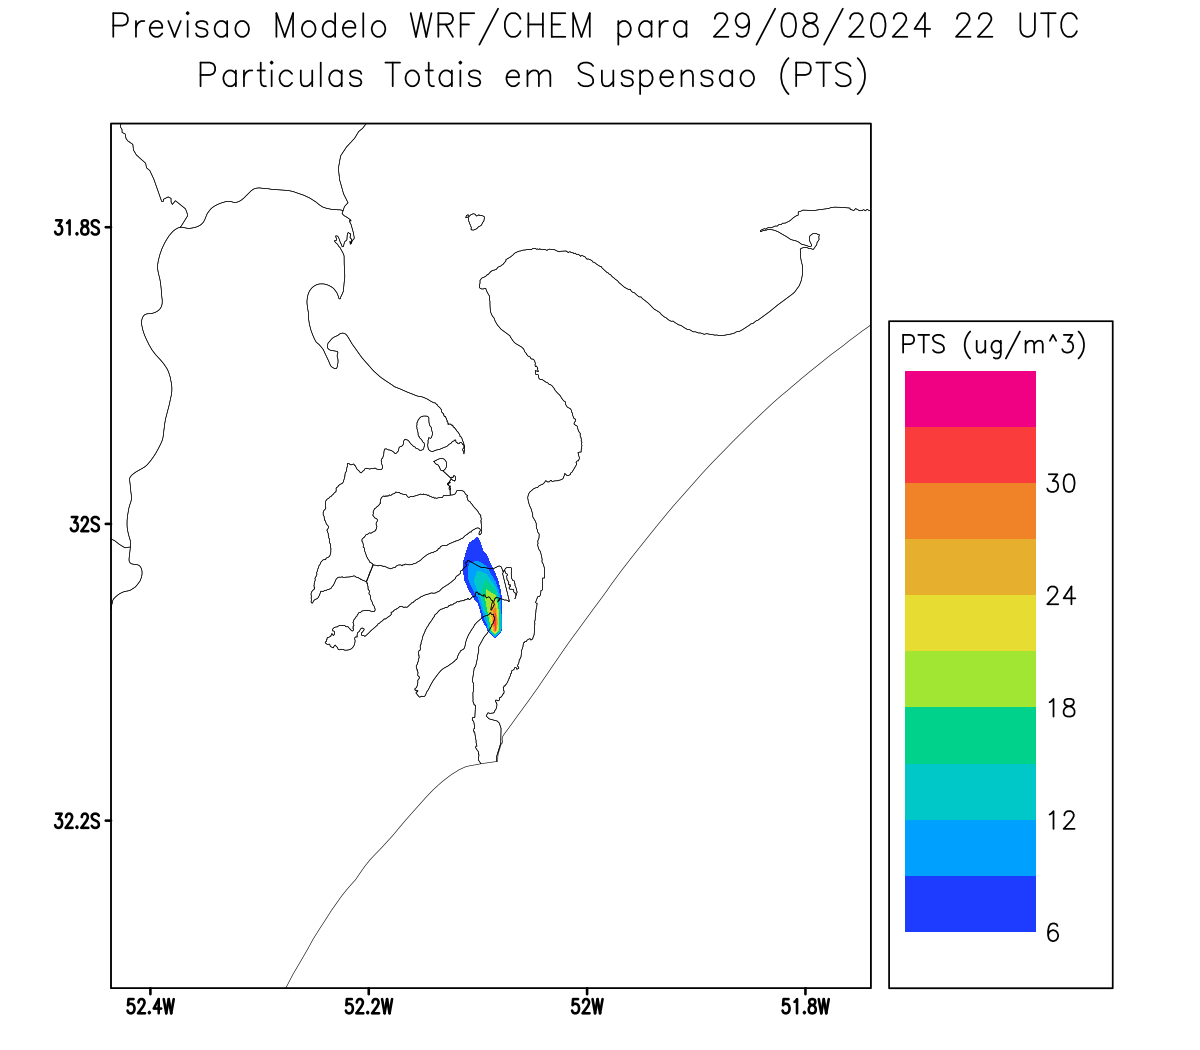 Previsao Modelo WRF/CHEM para 29/08/2024 22 UTC
Particulas Totais em Suspensao (PTS)
31.8S
32S
32.2S
52.4W
52.2W
52W
51.8W
PTS (ug/m^3)
30
24
18
12
6